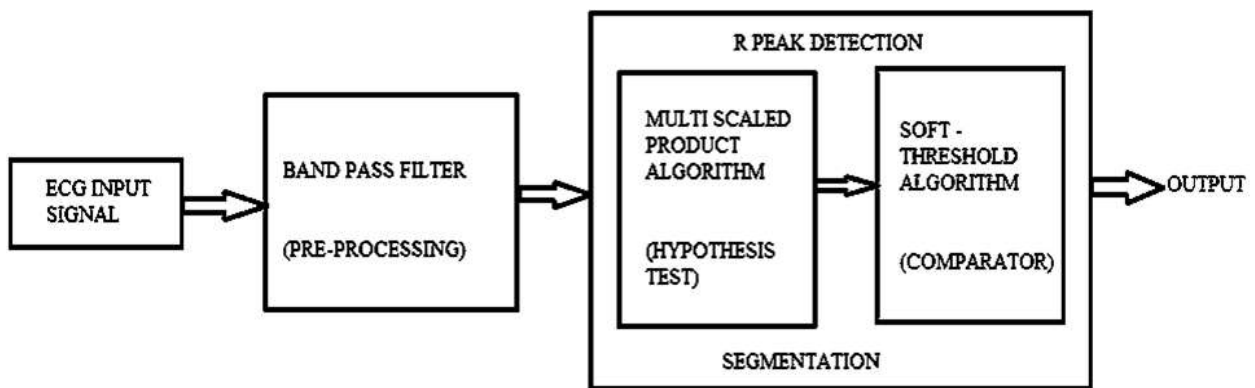 ECG INPUT
SIGNAL
BAND PASS FILTER
(PRE-PROCESSING)
R PEAK DETECTION
MULTI SCALED
PRODUCT
ALGORITHM
(HYPOTHESIS
TEST)
SOFT -
THRESHOLD
ALGORITHM
(COMPARATOR)
SEGMENTATION
OUTPUT